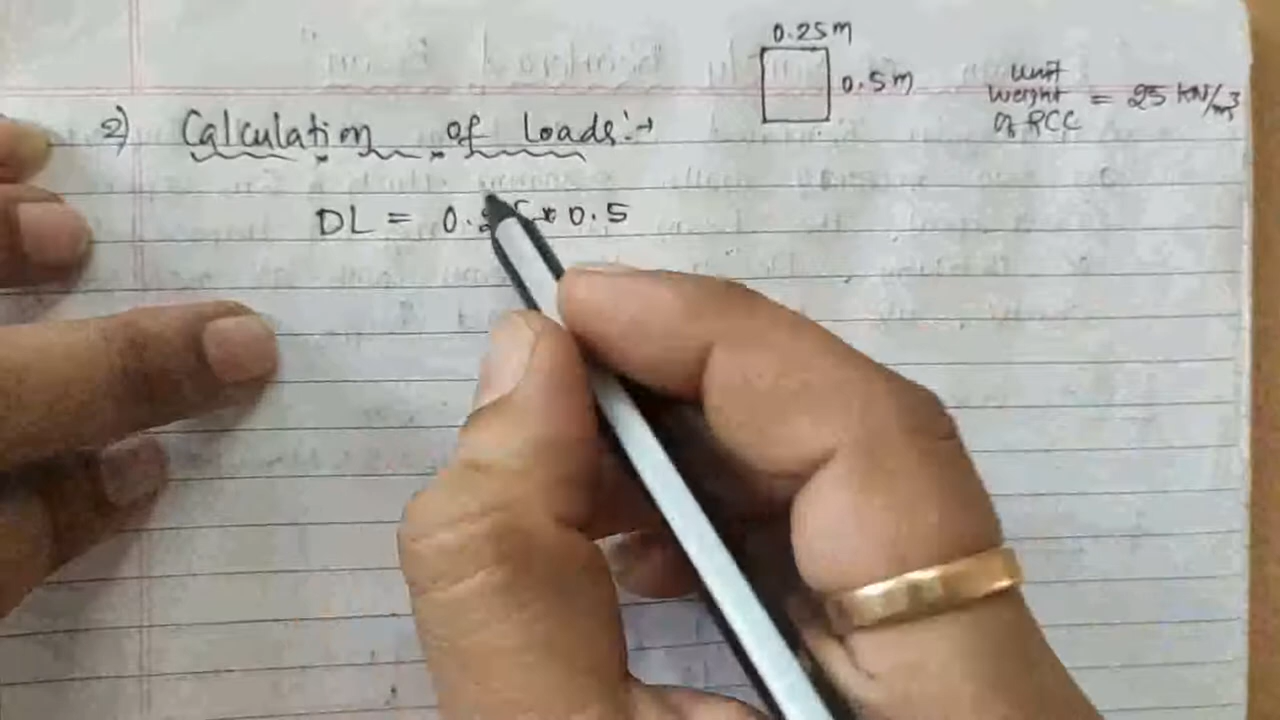 0.25m
0.5m
unit
weight = 25 KN/m3
of RCC
2) Calculation of loads:→
DL = 0.25 * 0.5